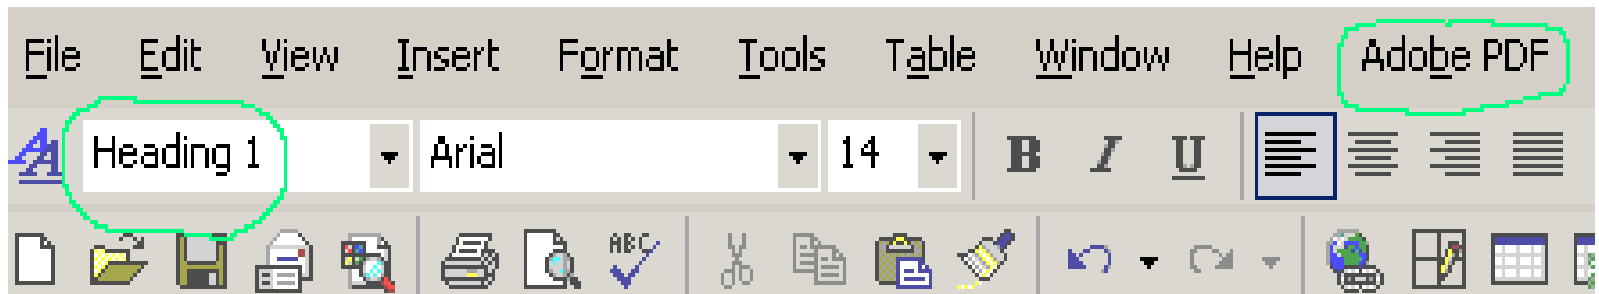 File Edit View Insert Format Tools Table Window Help Adobe PDF
Heading 1 Arial 14 B I U
ABC